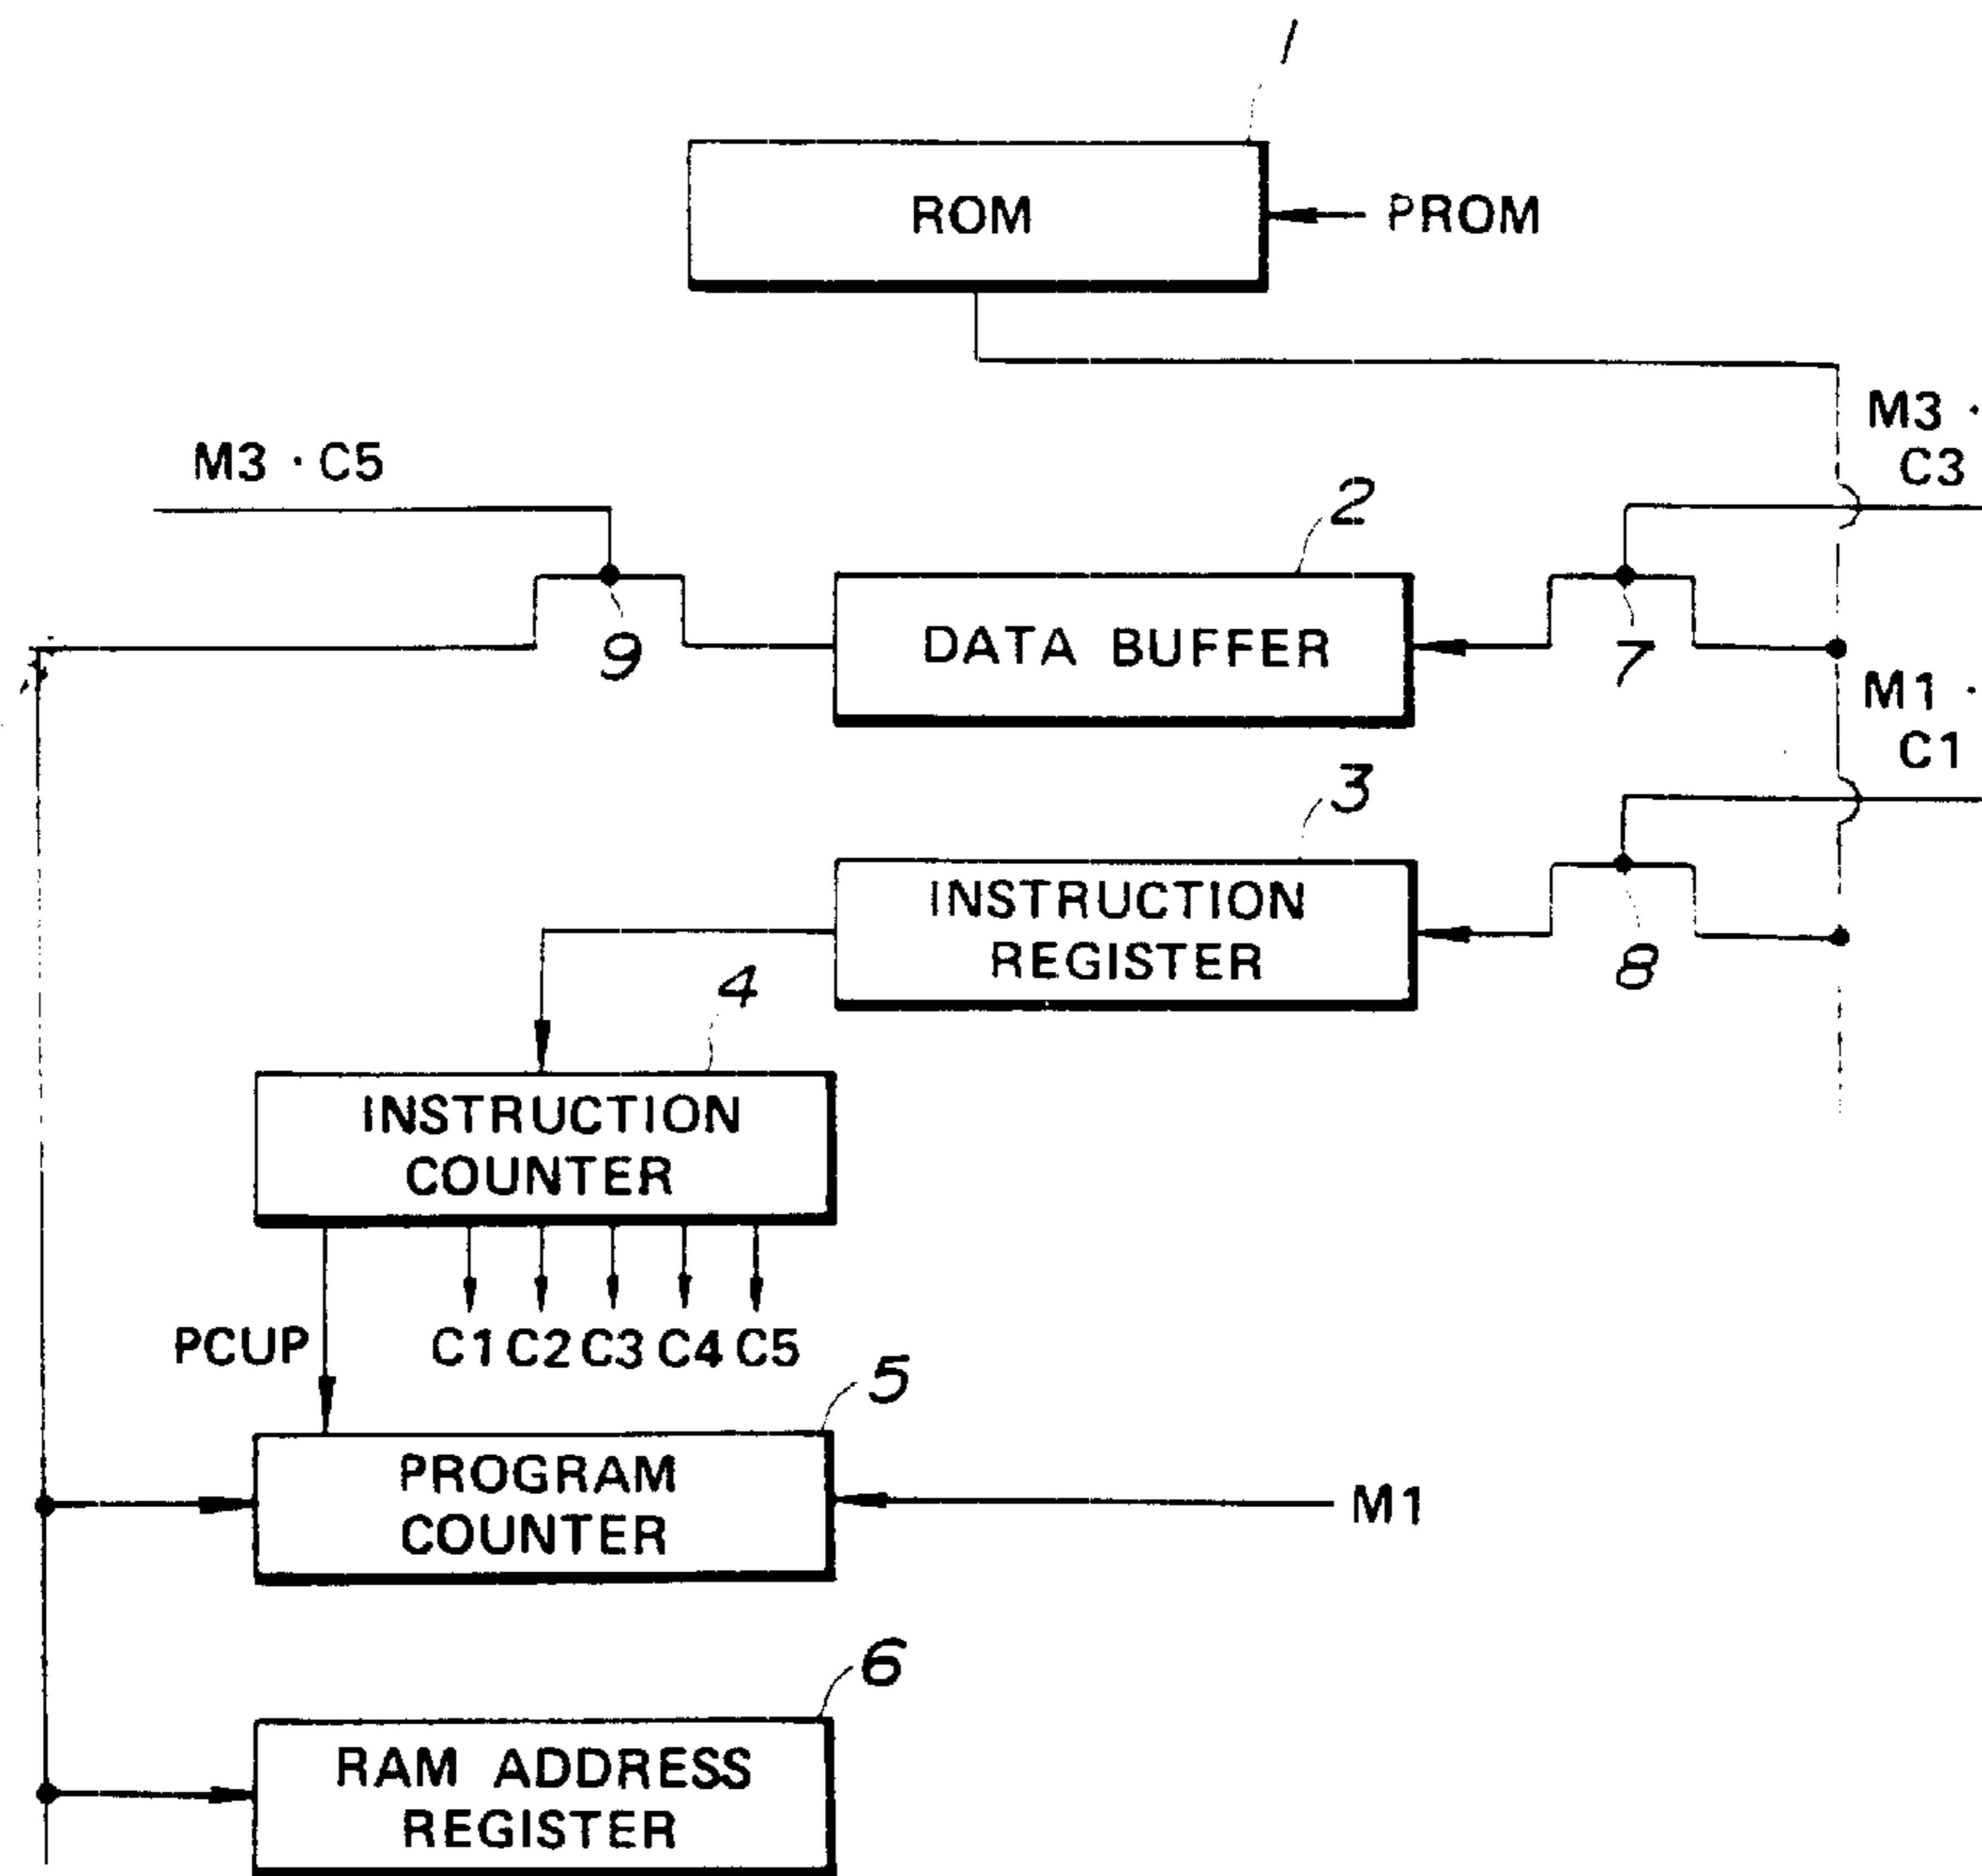 1
ROM
PROM
M3 ·
C3
M3 · C5
2
DATA BUFFER
9
7
M1 ·
C1
3
INSTRUCTION
REGISTER
8
4
INSTRUCTION
COUNTER
PCUP
C1 C2 C3 C4 C5
5
PROGRAM
COUNTER
M1
6
RAM ADDRESS
REGISTER